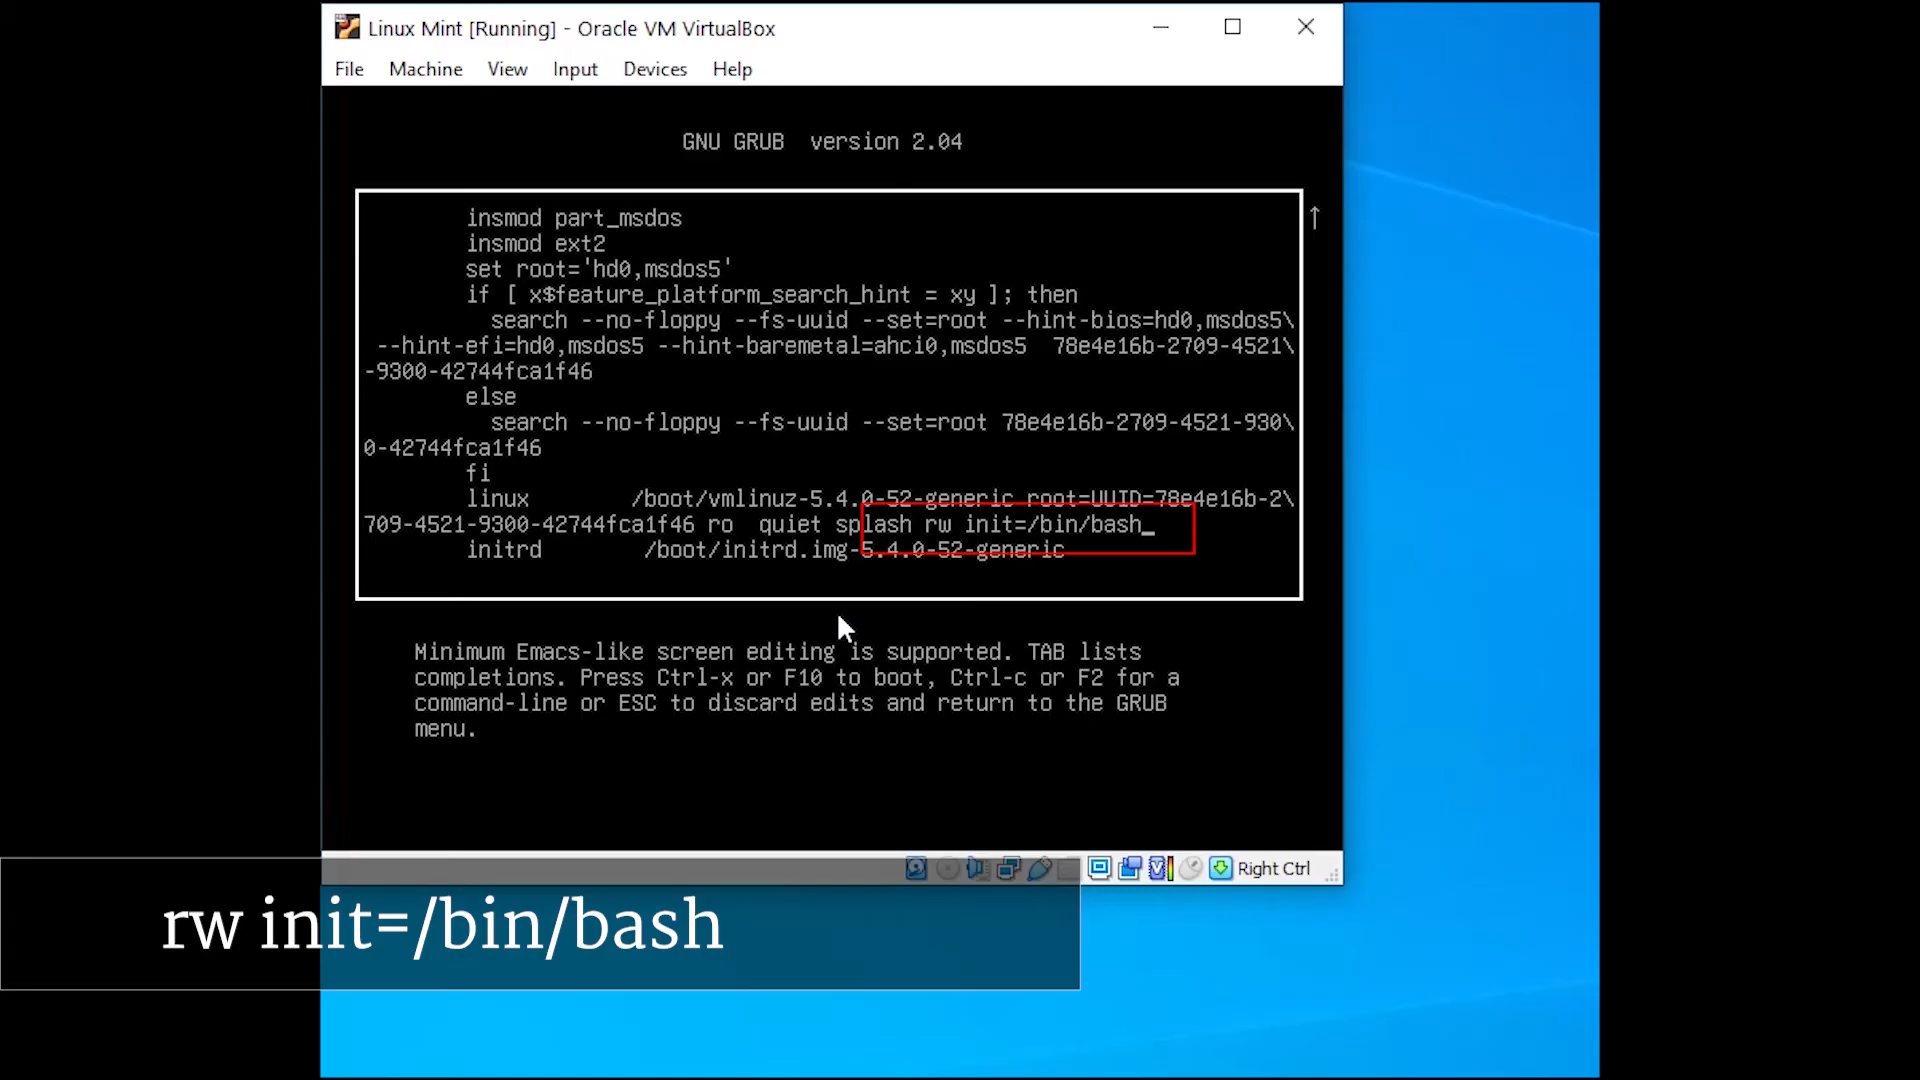 Linux Mint [Running] - Oracle VM VirtualBox
File Machine View Input Devices Help
GNU GRUB version 2.04
insmod part_msdos
insmod ext2
set root='hd0,msdos5'
if [ x$feature_platform_search_hint = xy ]; then
search --no-floppy --fs-uuid --set=root --hint-bios=hd0,msdos5\
--hint-efi=hd0,msdos5 --hint-baremetal=ahci0,msdos5 78e4e16b-2709-4521\
-9300-42744fca1f46
else
search --no-floppy --fs-uuid --set=root 78e4e16b-2709-4521-930\
0-42744fca1f46
fi
linux /boot/vmlinuz-5.4.0-52-generic root=UUID=78e4e16b-2\
709-4521-9300-42744fca1f46 ro quiet splash rw init=/bin/bash_
initrd /boot/initrd.img-5.4.0-52-generic
Minimum Emacs-like screen editing is supported. TAB lists
completions. Press Ctrl-x or F10 to boot, Ctrl-c or F2 for a
command-line or ESC to discard edits and return to the GRUB
menu.
Right Ctrl
rw init=/bin/bash